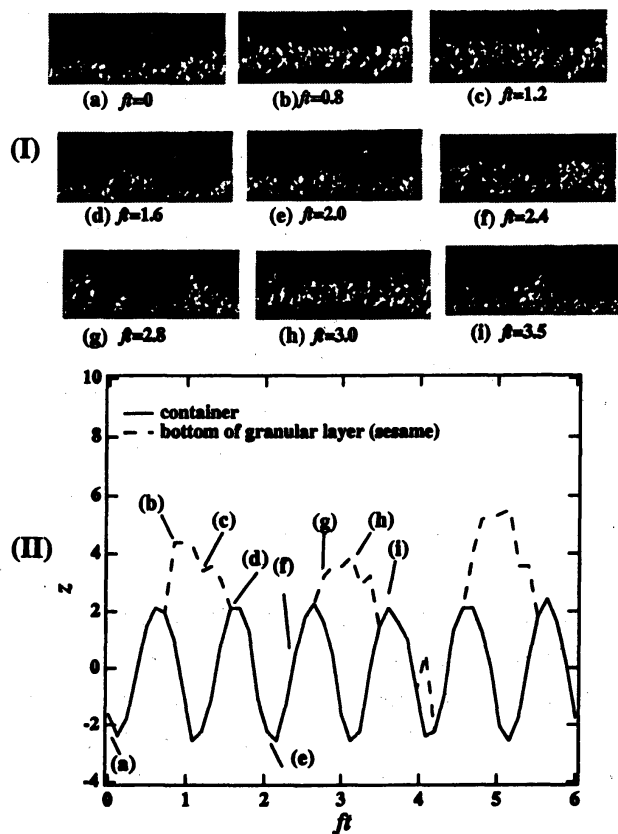 (a) ft=0
(b) ft=0.8
(c) ft=1.2
(I)
(d) ft=1.6
(e) ft=2.0
(f) ft=2.4
(g) ft=2.8
(h) ft=3.0
(i) ft=3.5
(II)
10
8
6
4
2
0
-2
-4
z
container
bottom of granular layer (sesame)
(a)
(b)
(c)
(d)
(e)
(f)
(g)
(h)
(i)
0
1
2
3
4
5
6
ft